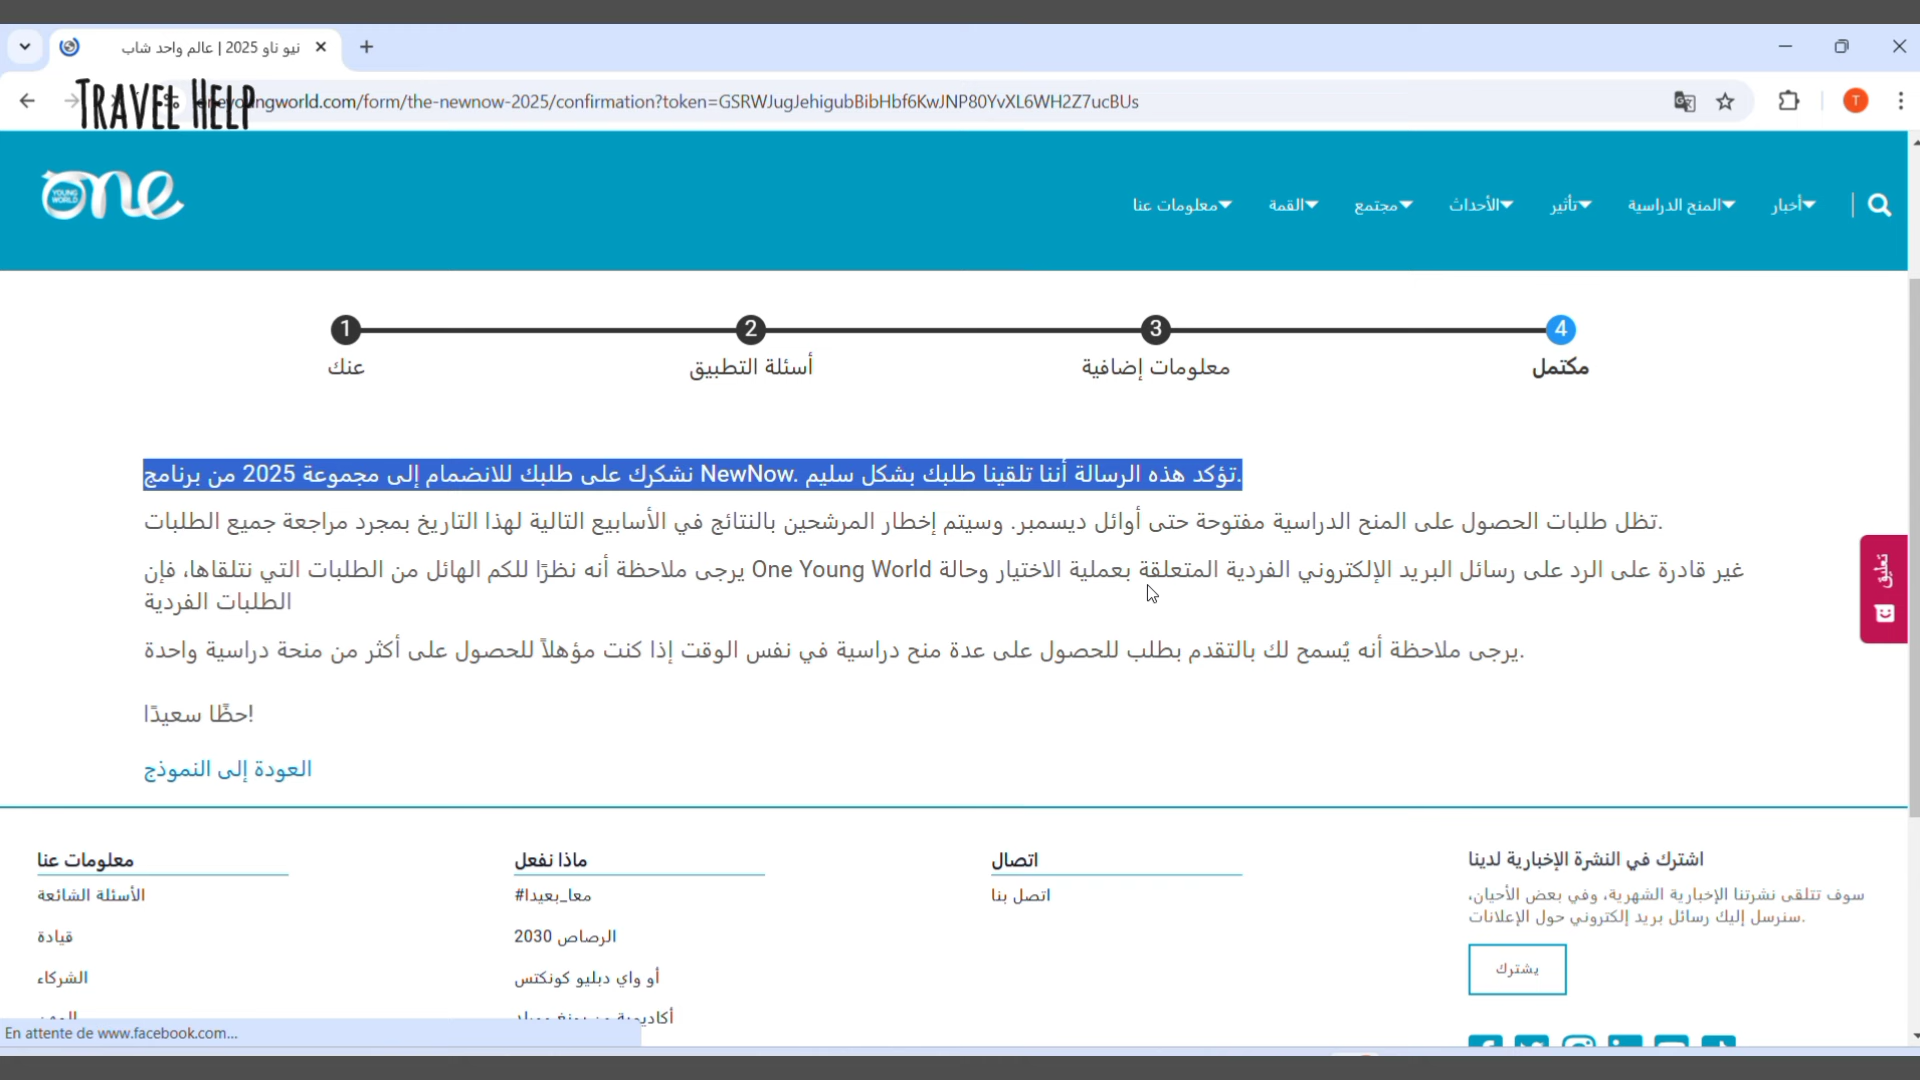 نيو ناو 2025 | عالم واحد شاب
TRAVEL HELP
ngworld.com/form/the-newnow-2025/confirmation?token=GSRWJugJehigubBibHbf6KwJNP80YvXL6WH2Z7ucBUs
T
one
YOUNG WORLD
معلومات عنا
القمة
مجتمع
الأحداث
تأثير
المنح الدراسية
أخبار
1
2
3
4
عنك
أسئلة التطبيق
معلومات إضافية
مكتمل
نشكرك على طلبك للانضمام إلى مجموعة 2025 من برنامج NewNow. تؤكد هذه الرسالة أننا تلقينا طلبك بشكل سليم.
تظل طلبات الحصول على المنح الدراسية مفتوحة حتى أوائل ديسمبر. وسيتم إخطار المرشحين بالنتائج في الأسابيع التالية لهذا التاريخ بمجرد مراجعة جميع الطلبات.
يرجى ملاحظة أنه نظرًا للكم الهائل من الطلبات التي نتلقاها، فإن One Young World غير قادرة على الرد على رسائل البريد الإلكتروني الفردية المتعلقة بعملية الاختيار وحالة
الطلبات الفردية
يرجى ملاحظة أنه يُسمح لك بالتقدم بطلب للحصول على عدة منح دراسية في نفس الوقت إذا كنت مؤهلاً للحصول على أكثر من منحة دراسية واحدة.
حظًا سعيدًا!
العودة إلى النموذج
تعليق
معلومات عنا
الأسئلة الشائعة
قيادة
الشركاء
ماذا نفعل
#معا_بعيدا
الرصاص 2030
أو واي دبليو كونكتس
اتصال
اتصل بنا
اشترك في النشرة الإخبارية لدينا
سوف تتلقى نشرتنا الإخبارية الشهرية، وفي بعض الأحيان،
سنرسل إليك رسائل بريد إلكتروني حول الإعلانات.
يشترك
En attente de www.facebook.com...